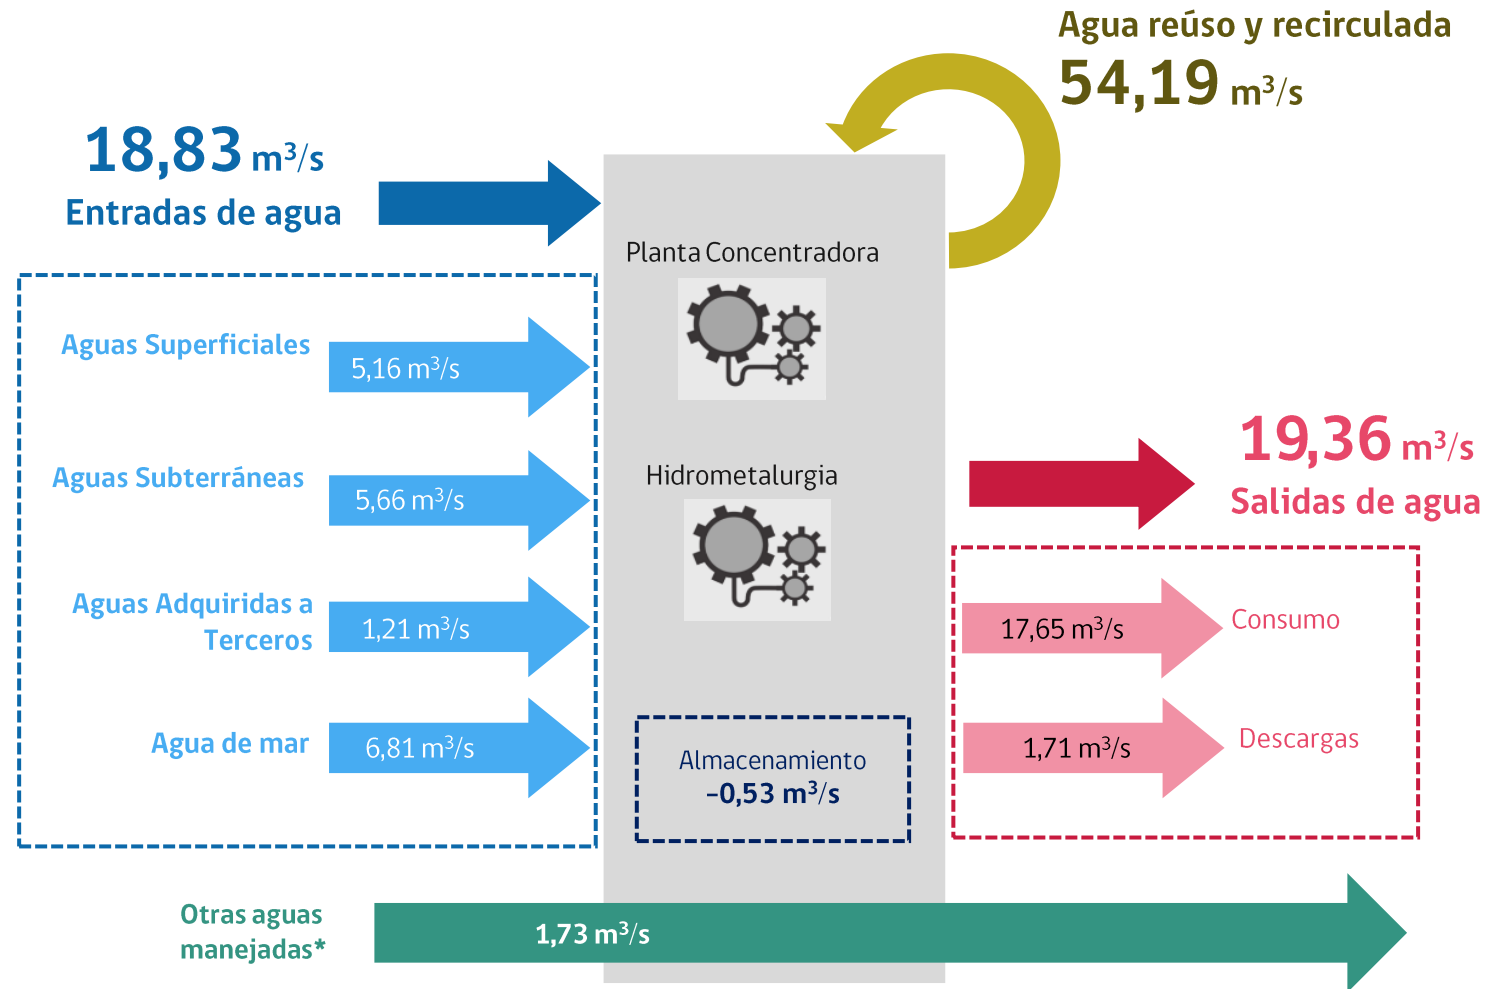 Agua reúso y recirculada
54,19 m³/s
18,83 m³/s
Entradas de agua
Aguas Superficiales
5,16 m³/s
Aguas Subterráneas
5,66 m³/s
Aguas Adquiridas a
Terceros
1,21 m³/s
Agua de mar
6,81 m³/s
Planta Concentradora
Hidrometalurgia
Almacenamiento
-0,53 m³/s
19,36 m³/s
Salidas de agua
17,65 m³/s
Consumo
1,71 m³/s
Descargas
Otras aguas
manejadas*
1,73 m³/s